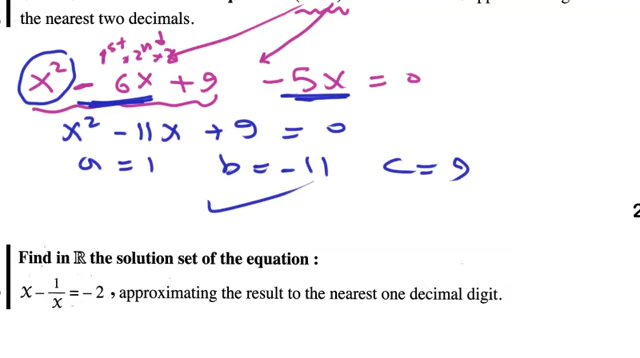 the nearest two decimals.
1st 2nd
x² - 6x + 9 - 5x = 0
x² - 11x + 9 = 0
a = 1 b = -11 c = 9
2
Find in ℝ the solution set of the equation :
x - 1/x = - 2 , approximating the result to the nearest one decimal digit.